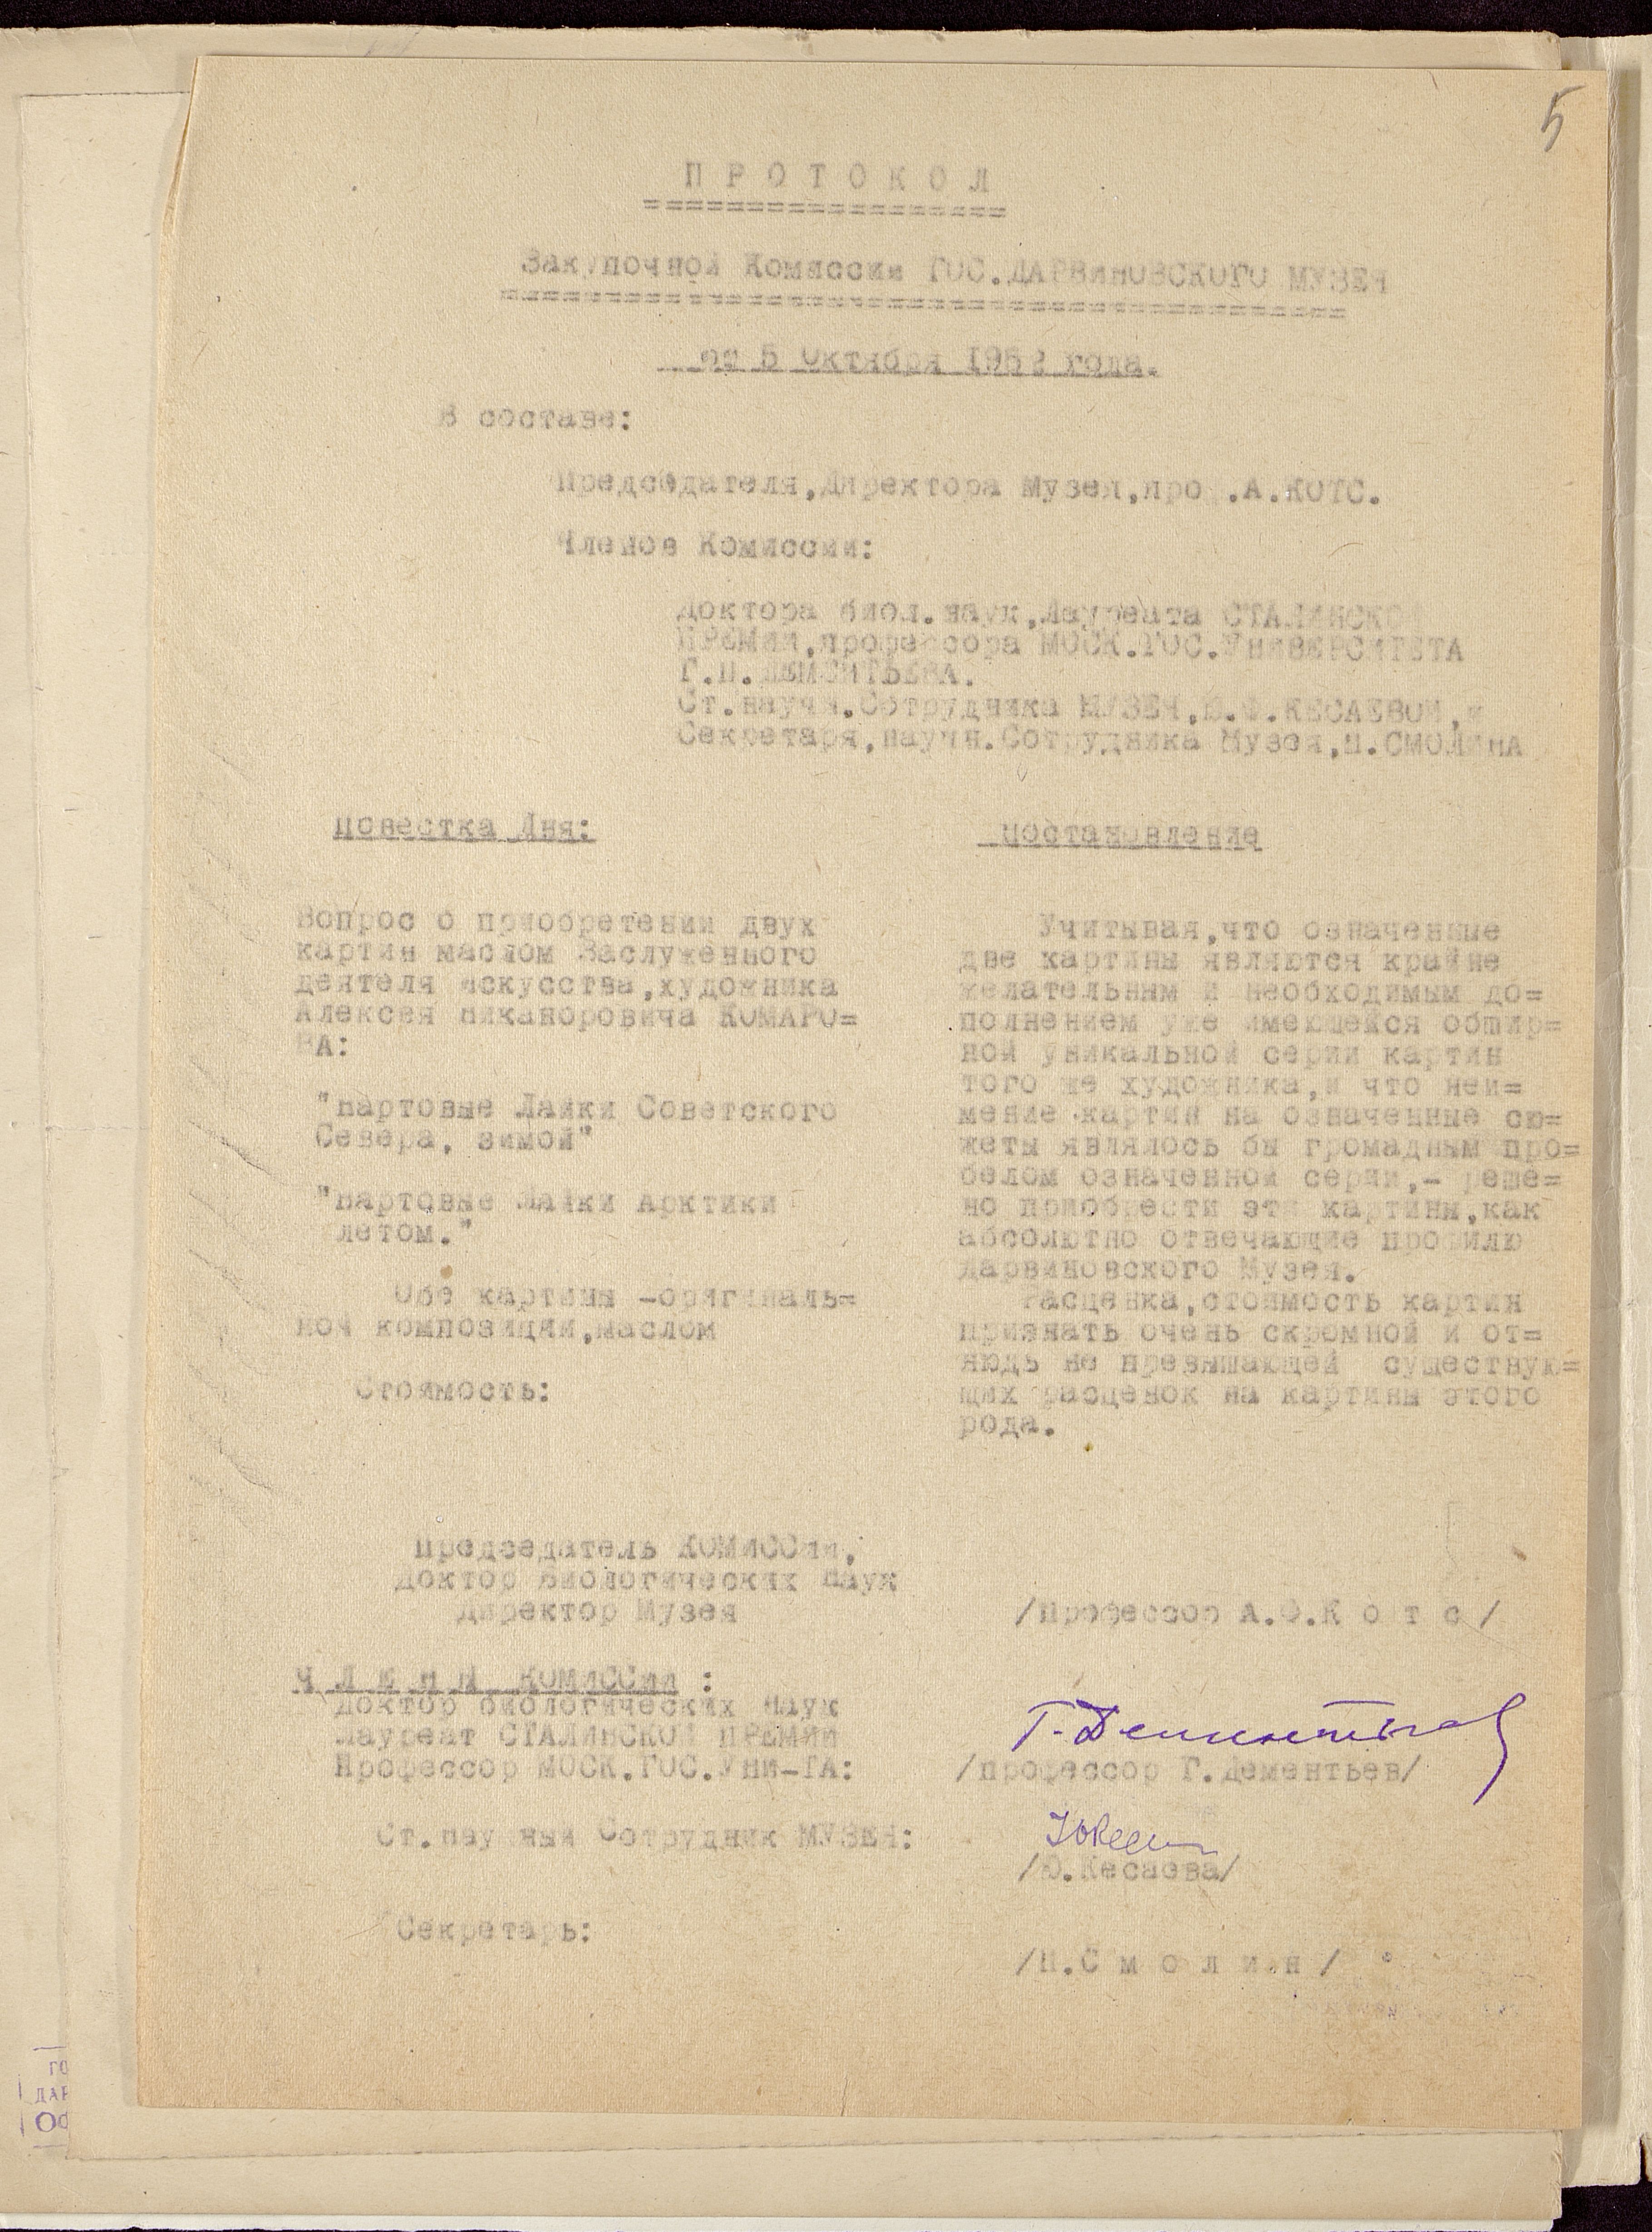 5
ПРОТОКОЛ
Закупочной Комиссии ГОС.ДАРВИНОВСКОГО МУЗЕЯ
от 5 Октября 1952 года.
В составе:
Председателя,Директора Музея,проф.А.КОТС.
Членов Комиссии:
Доктора биол.наук,Лауреата СТАЛИНСКОЙ
ПРЕМИИ,профессора МОСК.ГОС.УНИВЕРСИТЕТА
Г.П.ДЕМЕНТЬЕВА.
Ст.научн.Сотрудника МУЗЕЯ,Ю.Ф.КЕСАЕВОЙ,и
Секретаря,научн.Сотрудника Музея,П.СМОЛИНА
Повестка Дня:
Вопрос о приобретении двух
картин маслом Заслуженного
деятеля искусства,художника
Алексея Никаноровича КОМАРО=
ВА:
"Нартовые Лайки Советского
Севера, зимой"
"Нартовые Лайки Арктики
летом."
Обе картины -оригиналь=
ной композиции,маслом
Стоимость:
Постановление
Учитывая,что означенные
две картины являются крайне
желательным и необходимым до=
полнением уже имеющейся обшир=
ной уникальной серии картин
того же художника,и что неи=
мение картин на означенные сю=
жеты являлось бы громадным про=
белом означенной серии,- реше=
но приобрести эти картины,как
абсолютно отвечающие профилю
Дарвиновского Музея.
Расценка,стоимость картин
признать очень скромной и от=
нюдь не превышающей существую=
щих расценок на картины этого
рода.
Председатель КОМИССИИ,
Доктор Биологических Наук
Директор Музея
/Профессор А.Ф.К о т с/
Ч Л Е Н Ы КОМИССИИ :
Доктор биологических Наук
Лауреат СТАЛИНСКОЙ ПРЕМИИ
Профессор МОСК.ГОС.УНИ-ТА:
Г. Дементьев
/профессор Г.Дементьев/
Ст.научный Сотрудник МУЗЕЯ:
/Ю.Кесаева/
Секретарь:
/П.С м о л и н/
ГО
ДАР
ОС